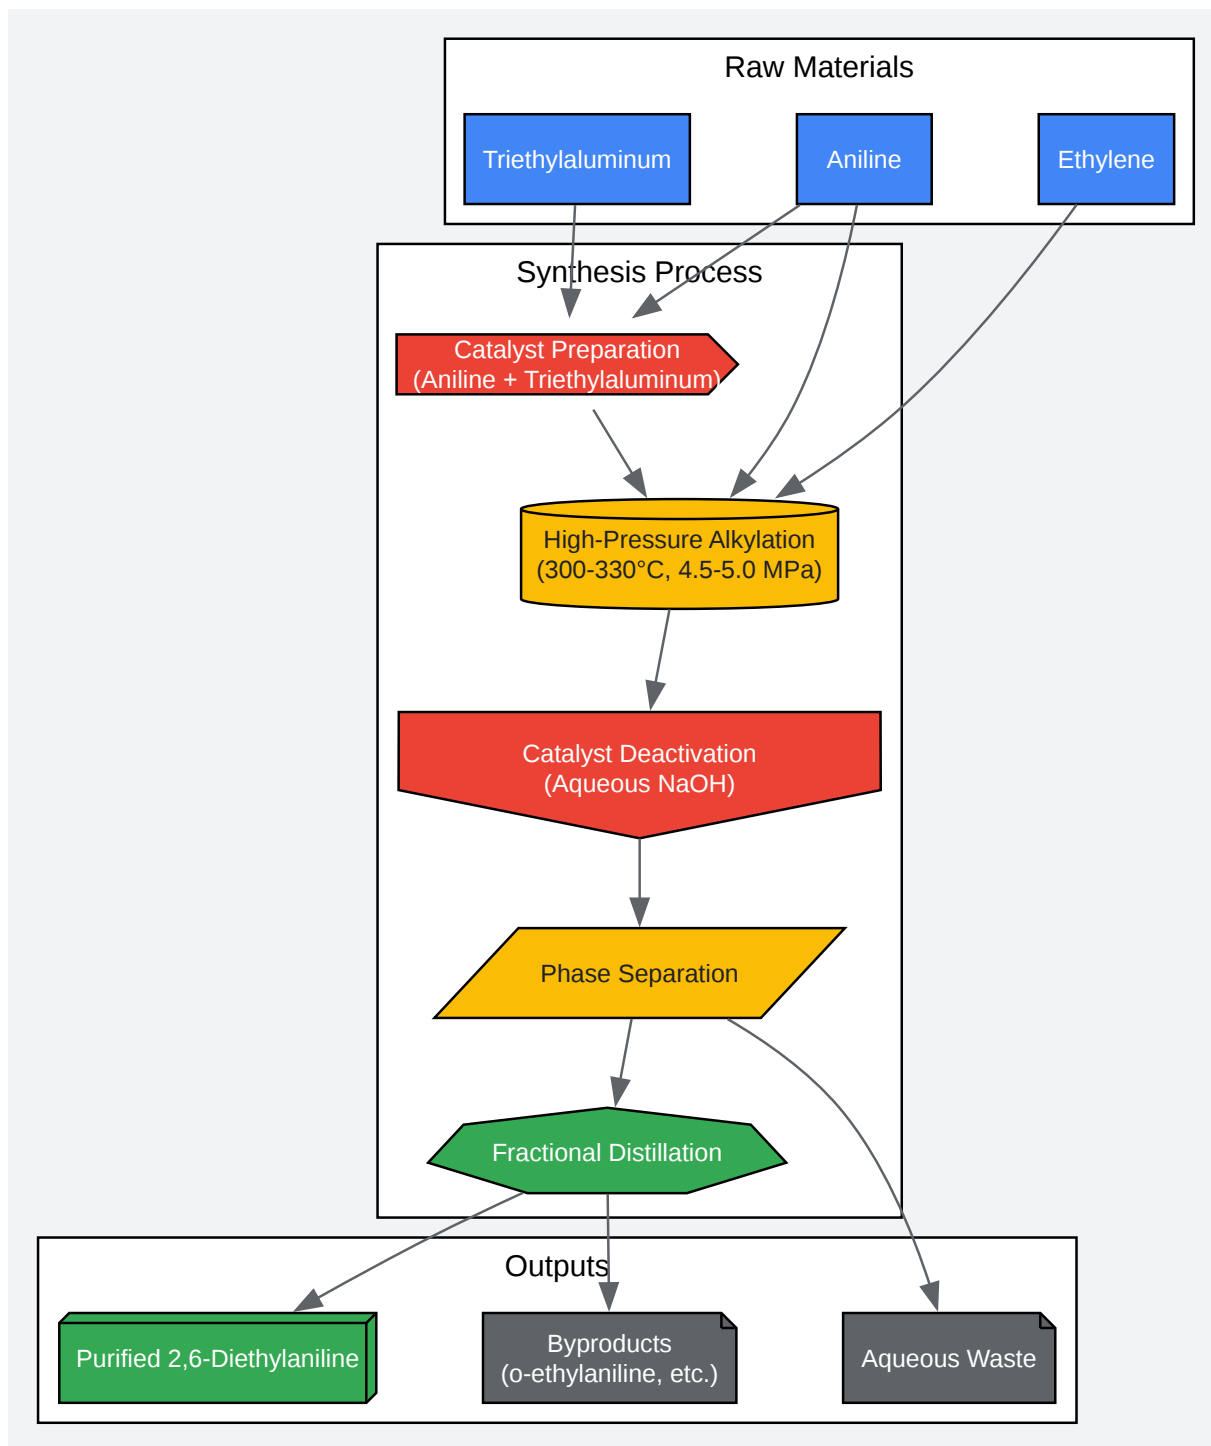 Raw Materials
Triethylaluminum
Aniline
Ethylene
Synthesis Process
Catalyst Preparation
(Aniline + Triethylaluminum)
High-Pressure Alkylation
(300-330°C, 4.5-5.0 MPa)
Catalyst Deactivation
(Aqueous NaOH)
Phase Separation
Fractional Distillation
Outputs
Purified 2,6-Diethylaniline
Byproducts
(o-ethylaniline, etc.)
Aqueous Waste